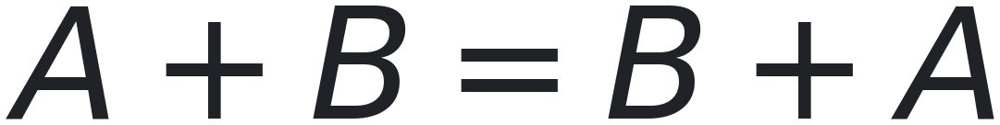 A + B = B + A